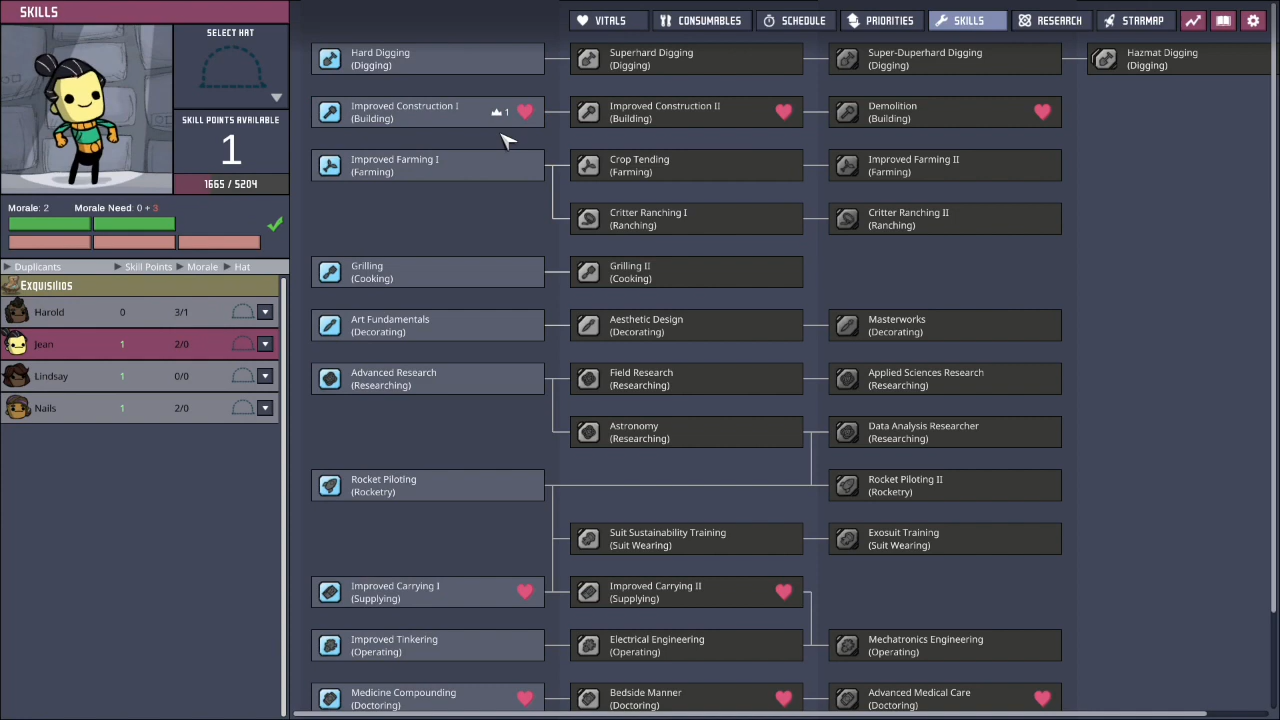 SKILLS
SELECT HAT
SKILL POINTS AVAILABLE
1
1665 / 5204
Morale: 2 Morale Need: 0 + 3
Duplicants Skill Points Morale Hat
Exquisilios
Harold 0 3/1
Jean 1 2/0
Lindsay 1 0/0
Nails 1 2/0
VITALS CONSUMABLES SCHEDULE PRIORITIES SKILLS RESEARCH STARMAP
Hard Digging
(Digging)
Superhard Digging
(Digging)
Super-Duperhard Digging
(Digging)
Hazmat Digging
(Digging)
Improved Construction I
(Building)
1
Improved Construction II
(Building)
Demolition
(Building)
Improved Farming I
(Farming)
Crop Tending
(Farming)
Improved Farming II
(Farming)
Critter Ranching I
(Ranching)
Critter Ranching II
(Ranching)
Grilling
(Cooking)
Grilling II
(Cooking)
Art Fundamentals
(Decorating)
Aesthetic Design
(Decorating)
Masterworks
(Decorating)
Advanced Research
(Researching)
Field Research
(Researching)
Applied Sciences Research
(Researching)
Astronomy
(Researching)
Data Analysis Researcher
(Researching)
Rocket Piloting
(Rocketry)
Rocket Piloting II
(Rocketry)
Suit Sustainability Training
(Suit Wearing)
Exosuit Training
(Suit Wearing)
Improved Carrying I
(Supplying)
Improved Carrying II
(Supplying)
Improved Tinkering
(Operating)
Electrical Engineering
(Operating)
Mechatronics Engineering
(Operating)
Medicine Compounding
(Doctoring)
Bedside Manner
(Doctoring)
Advanced Medical Care
(Doctoring)